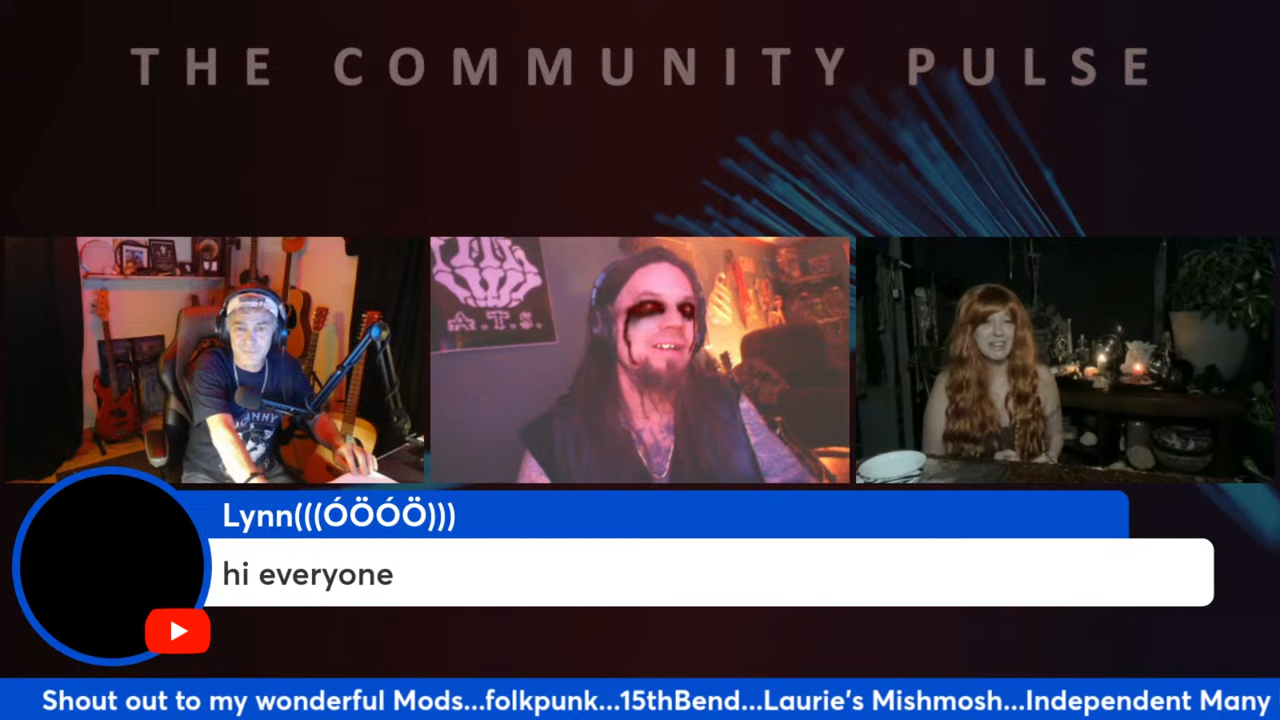 THE COMMUNITY PULSE
A.T.S.
Lynn(((ÓÖÓÖ)))
hi everyone
Shout out to my wonderful Mods...folkpunk...15thBend...Laurie's Mishmosh...Independent Many